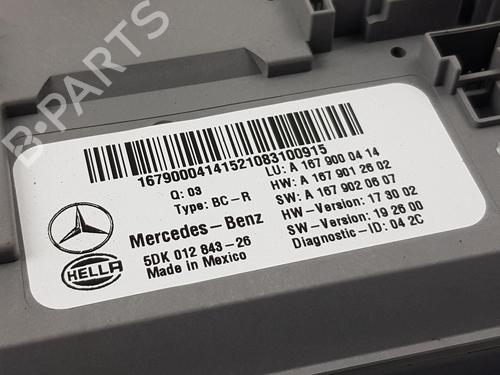 B-PARTS
16790004141521083100915
Q: 03
Type: BC-R
LU: A 167 900 04 14
HW: A 167 901 26 02
SW: A 167 902 06 07
HW-Version: 17 30 02
SW-Version: 19 26 00
Diagnostic-ID: 04 2C
Mercedes-Benz
5DK 012 843-26
Made in Mexico
HELLA